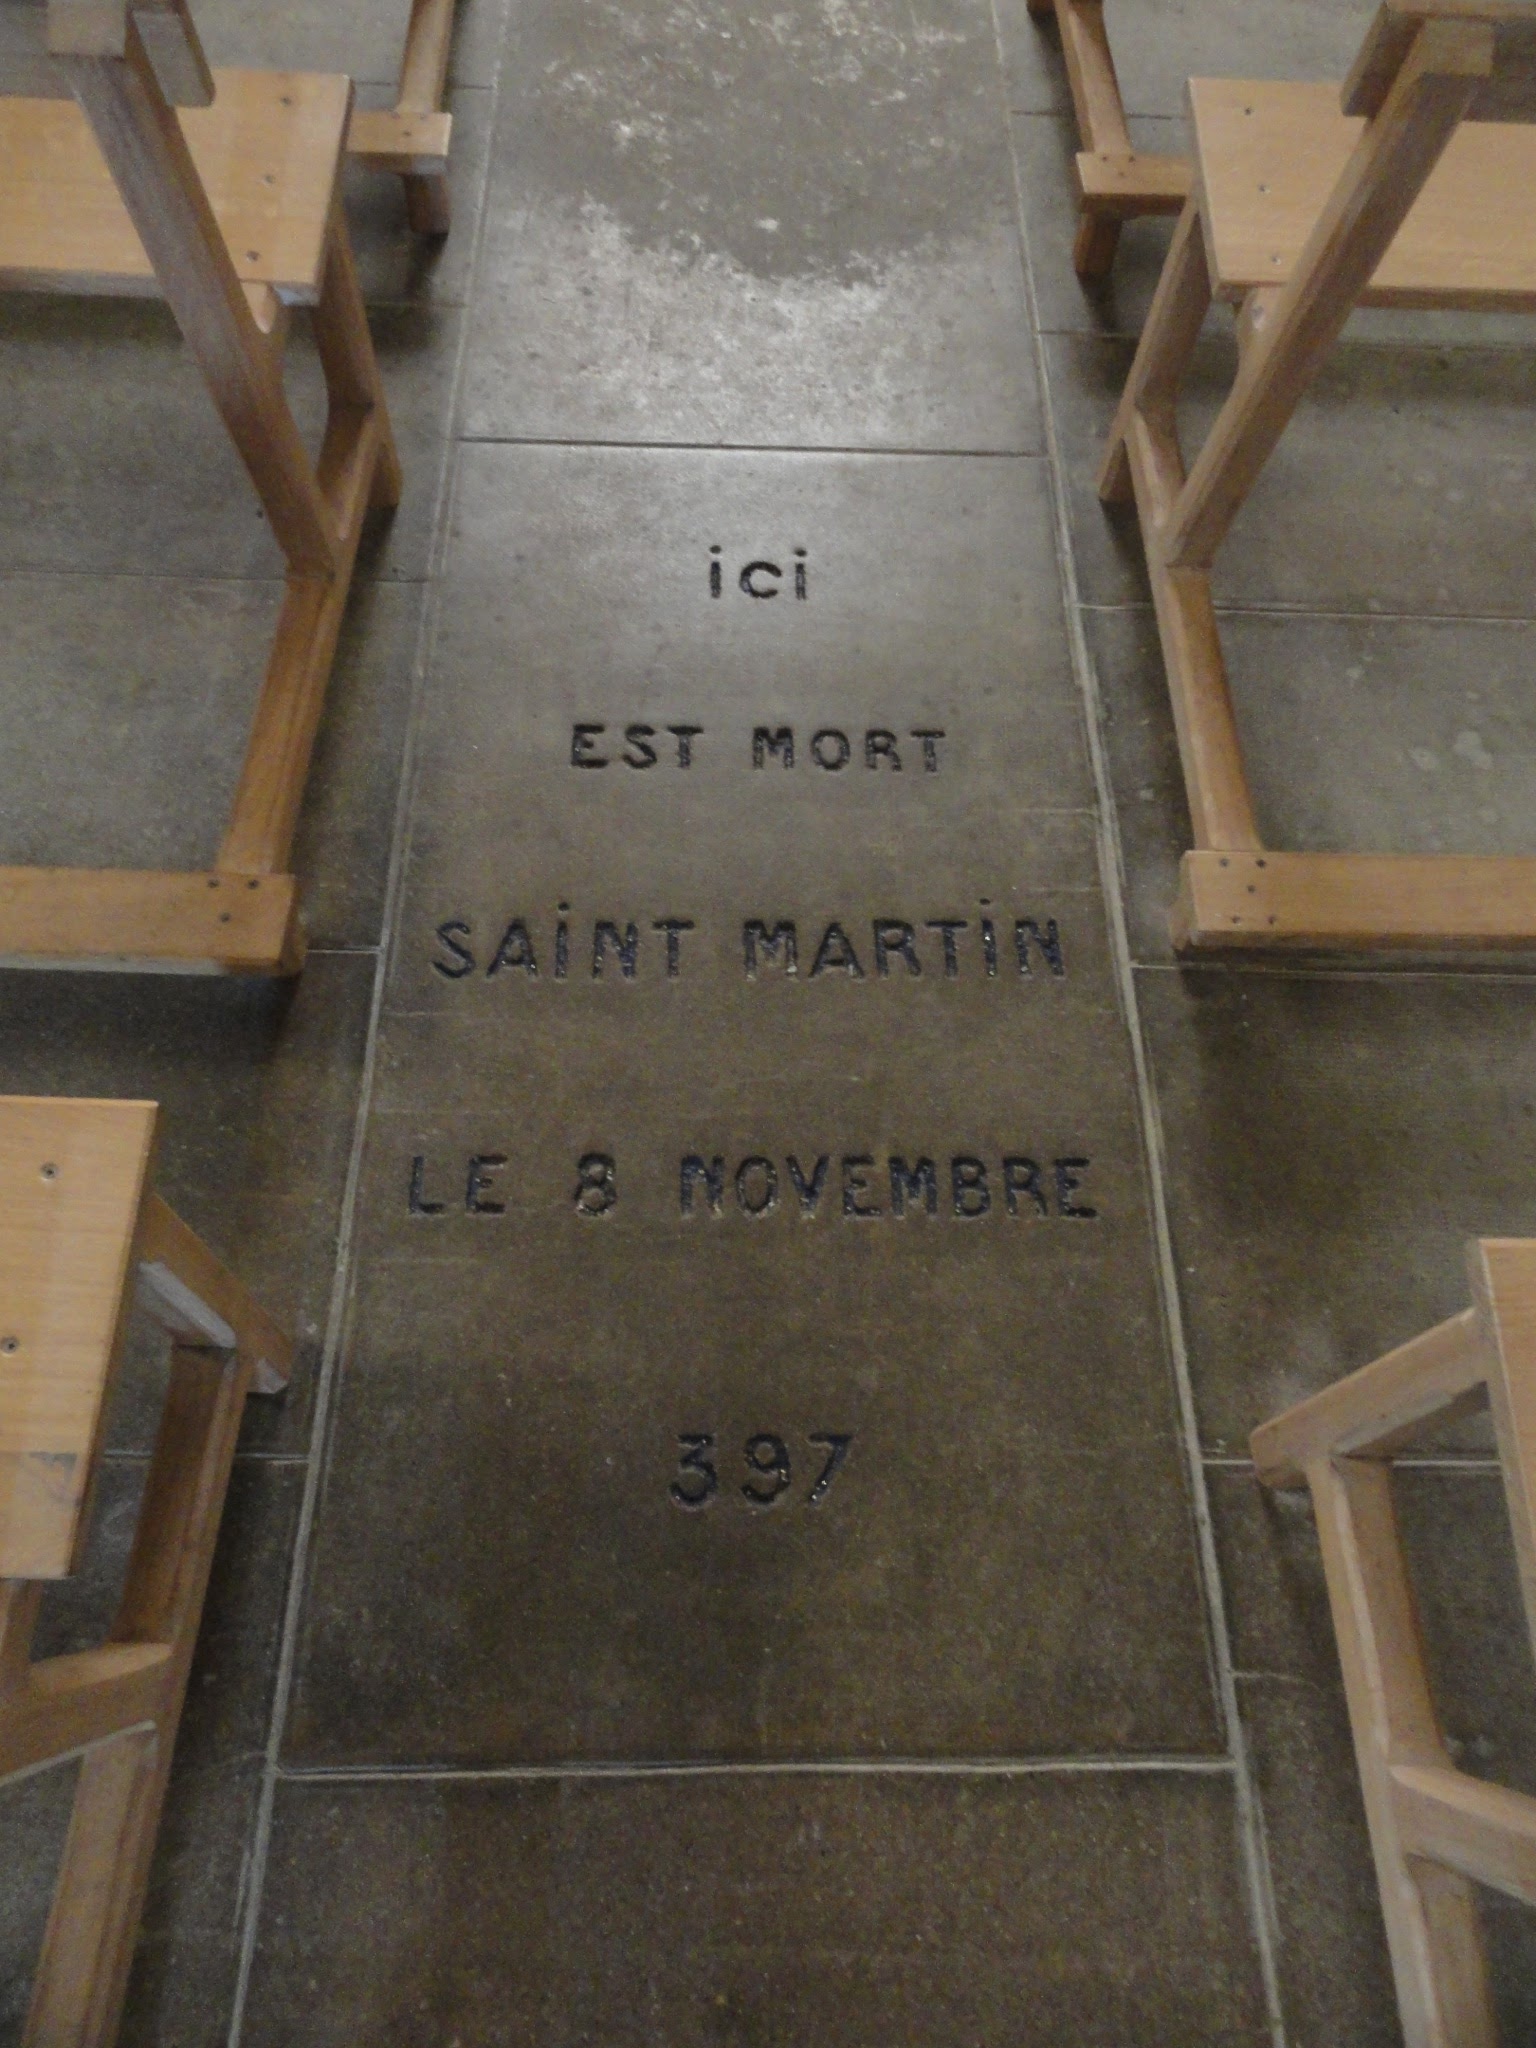 ici
EST MORT
SAiNT MARTiN
LE 8 NOVEMBRE
397